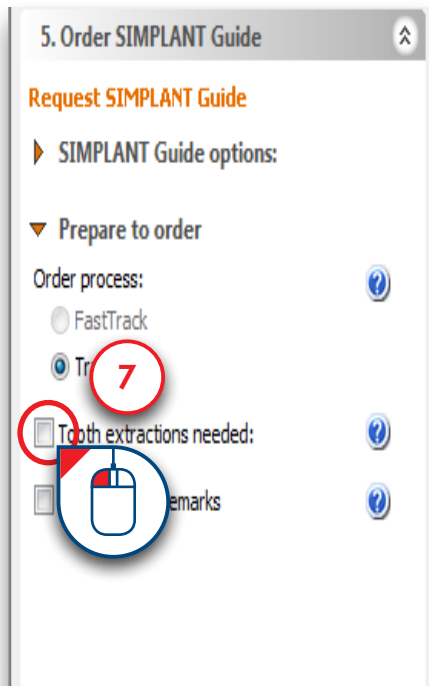 5. Order SIMPLANT Guide
Request SIMPLANT Guide
SIMPLANT Guide options:
Prepare to order
Order process:
FastTrack
7
Tooth extractions needed: